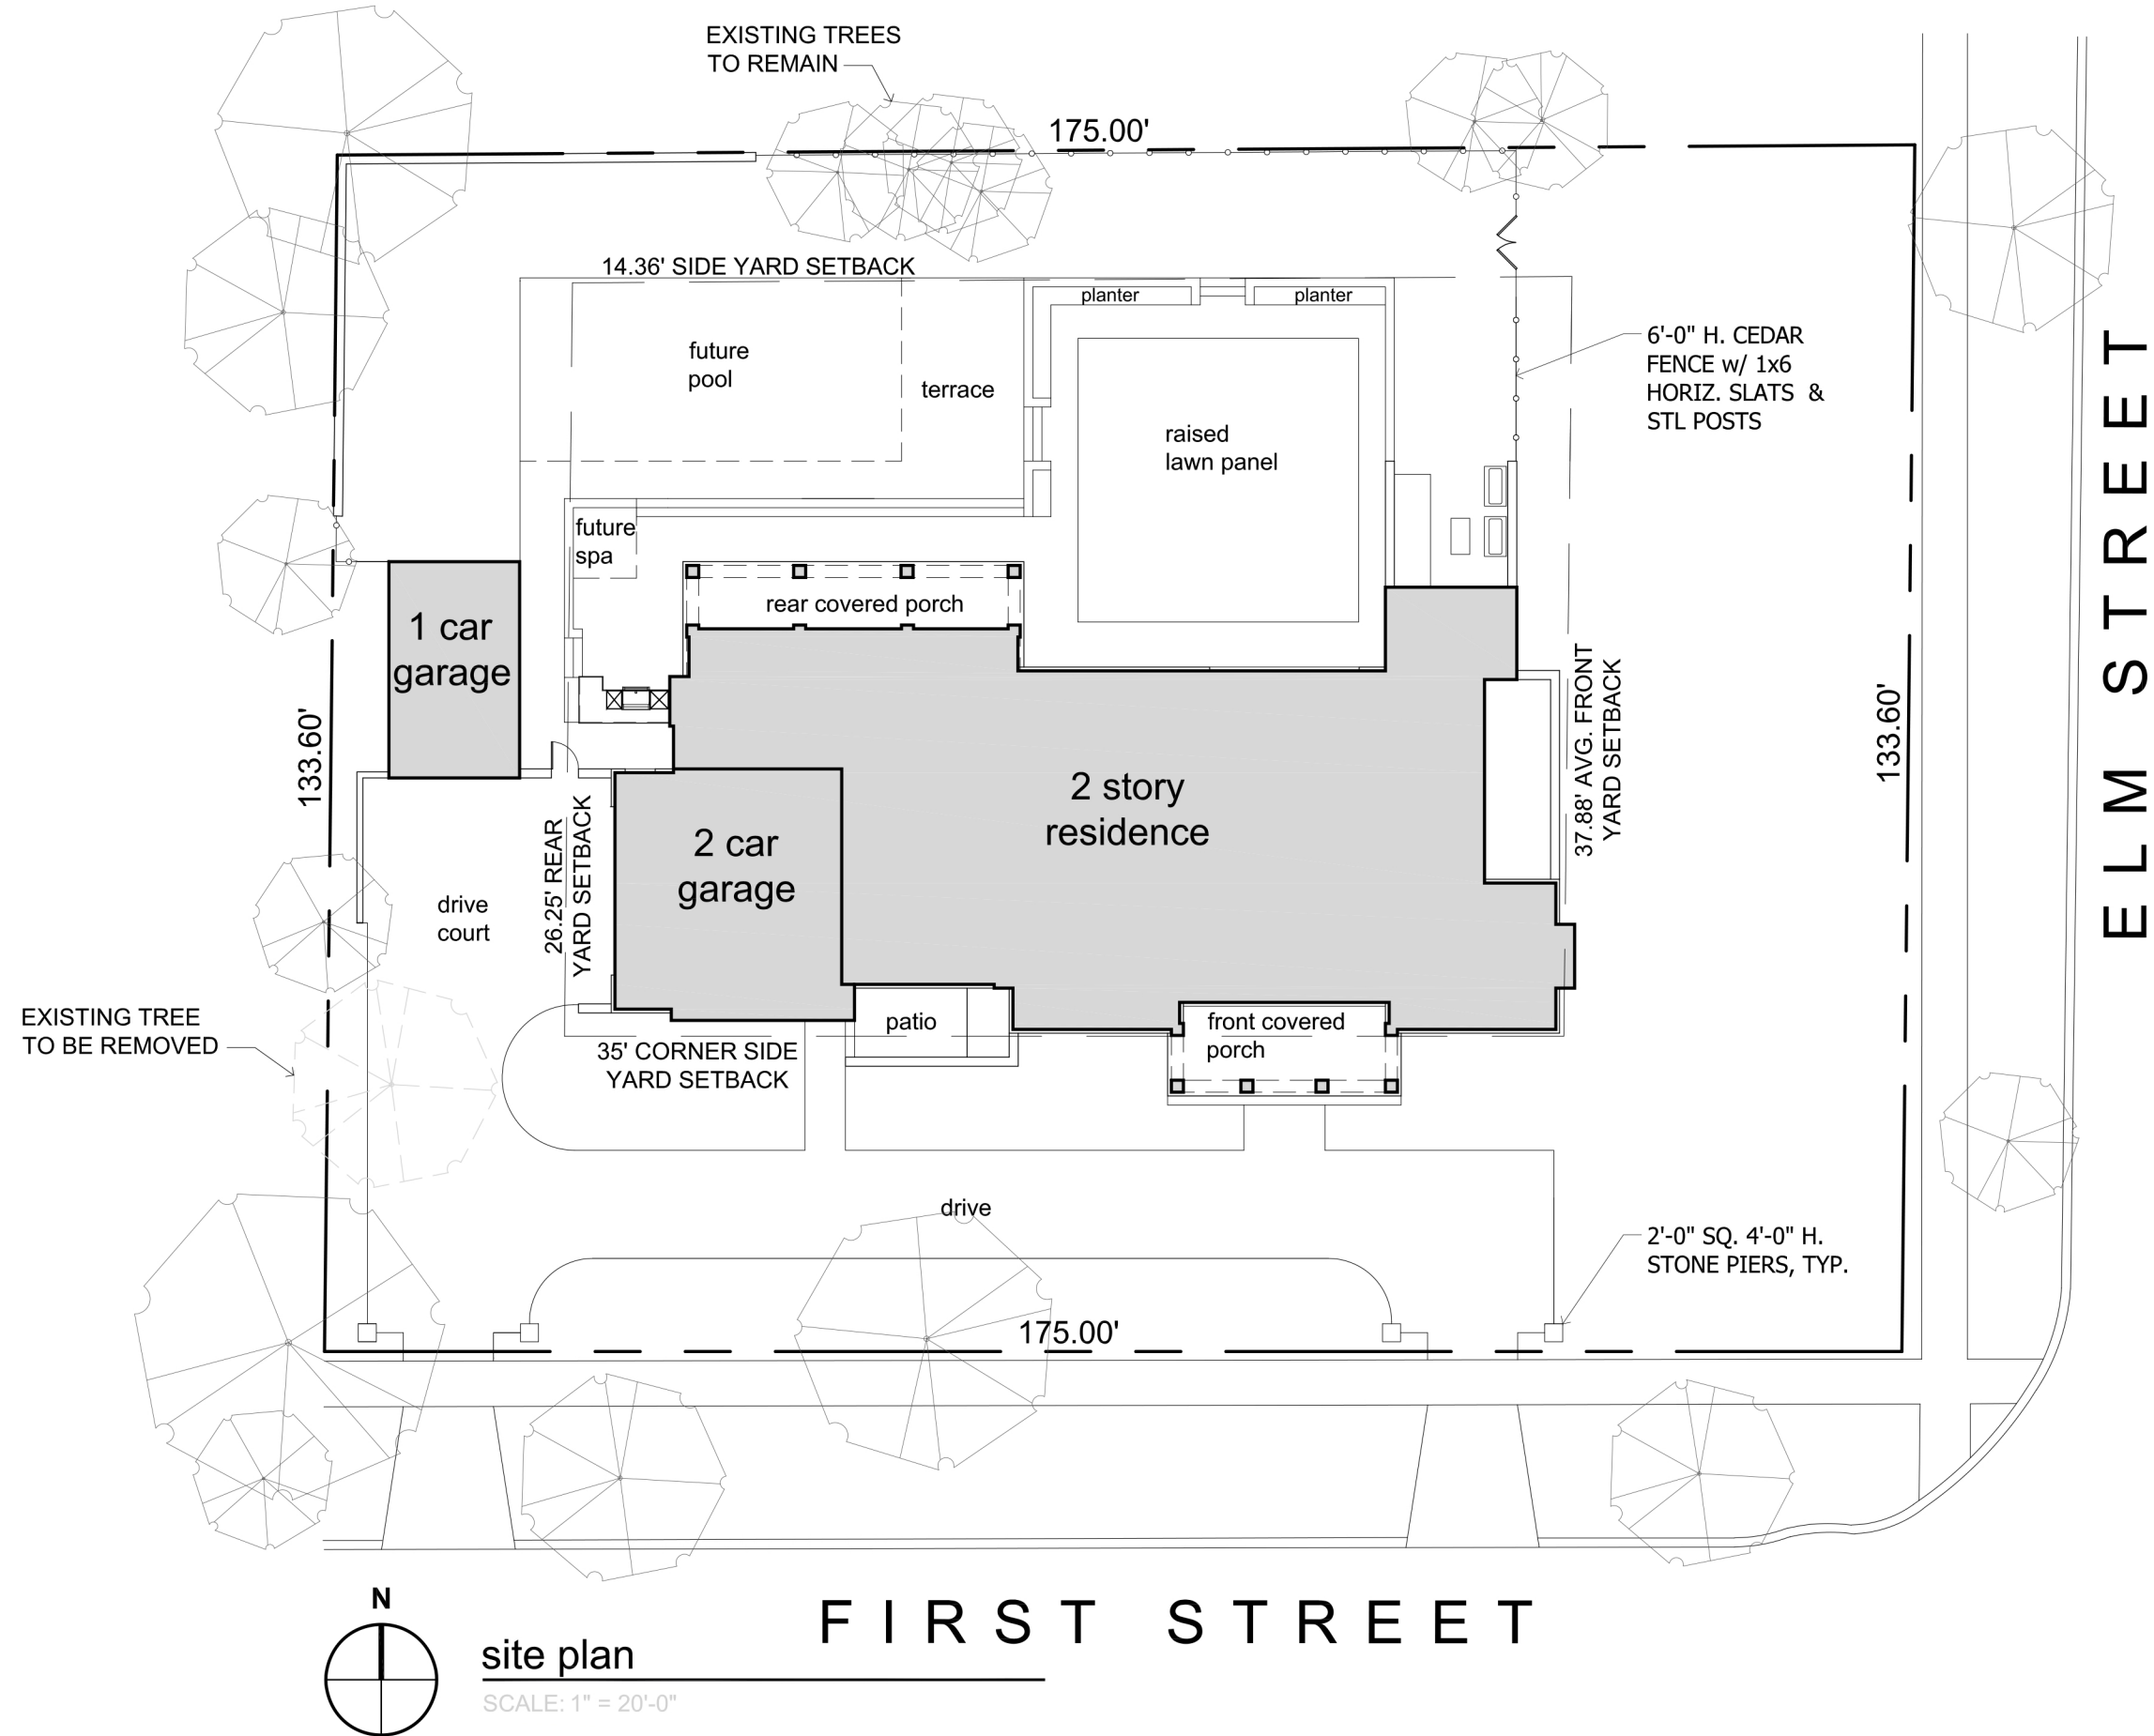 EXISTING TREES
TO REMAIN
175.00'
14.36' SIDE YARD SETBACK
planter
planter
future
pool
terrace
raised
lawn panel
6'-0" H. CEDAR
FENCE w/ 1x6
HORIZ. SLATS &
STL POSTS
ELM STREET
future
spa
rear covered porch
1 car
garage
133.60'
2 story
residence
37.88' AVG. FRONT
YARD SETBACK
133.60'
2 car
garage
26.25' REAR
YARD SETBACK
drive
court
EXISTING TREE
TO BE REMOVED
patio
front covered
porch
35' CORNER SIDE
YARD SETBACK
drive
2'-0" SQ. 4'-0" H.
STONE PIERS, TYP.
175.00'
N
FIRST STREET
site plan
SCALE: 1" = 20'-0"